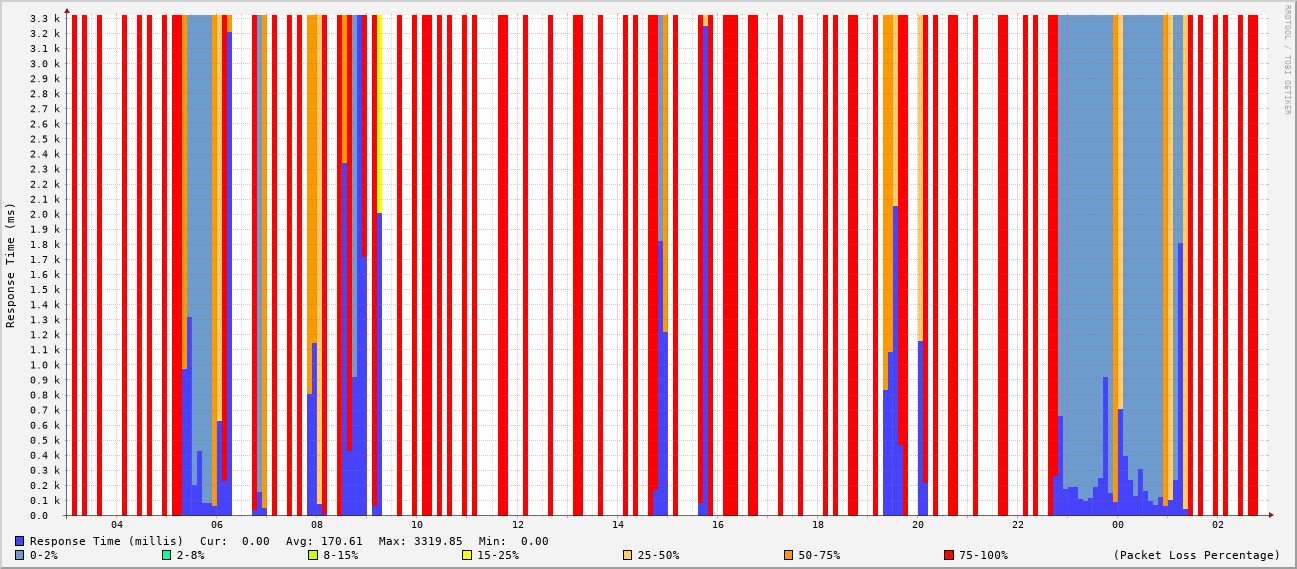 RRDTOOL / TOBI OETIKER
Response Time (ms)
3.3 k
3.2 k
3.1 k
3.0 k
2.9 k
2.8 k
2.7 k
2.6 k
2.5 k
2.4 k
2.3 k
2.2 k
2.1 k
2.0 k
1.9 k
1.8 k
1.7 k
1.6 k
1.5 k
1.4 k
1.3 k
1.2 k
1.1 k
1.0 k
0.9 k
0.8 k
0.7 k
0.6 k
0.5 k
0.4 k
0.3 k
0.2 k
0.1 k
0.0
04 06 08 10 12 14 16 18 20 22 00 02
Response Time (millis) Cur: 0.00 Avg: 170.61 Max: 3319.85 Min: 0.00
0-2% 2-8% 8-15% 15-25% 25-50% 50-75% 75-100% (Packet Loss Percentage)